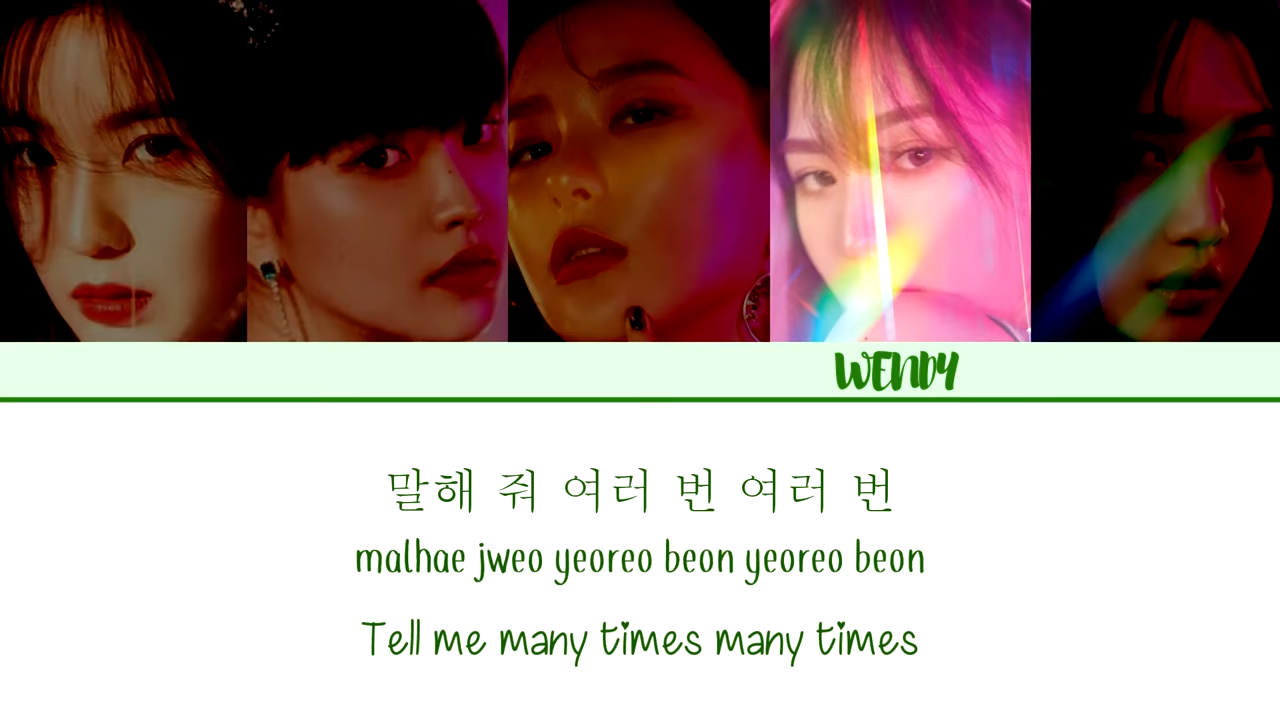 WENDY
말해 줘 여러 번 여러 번
malhae jweo yeoreo beon yeoreo beon
Tell me many times many times